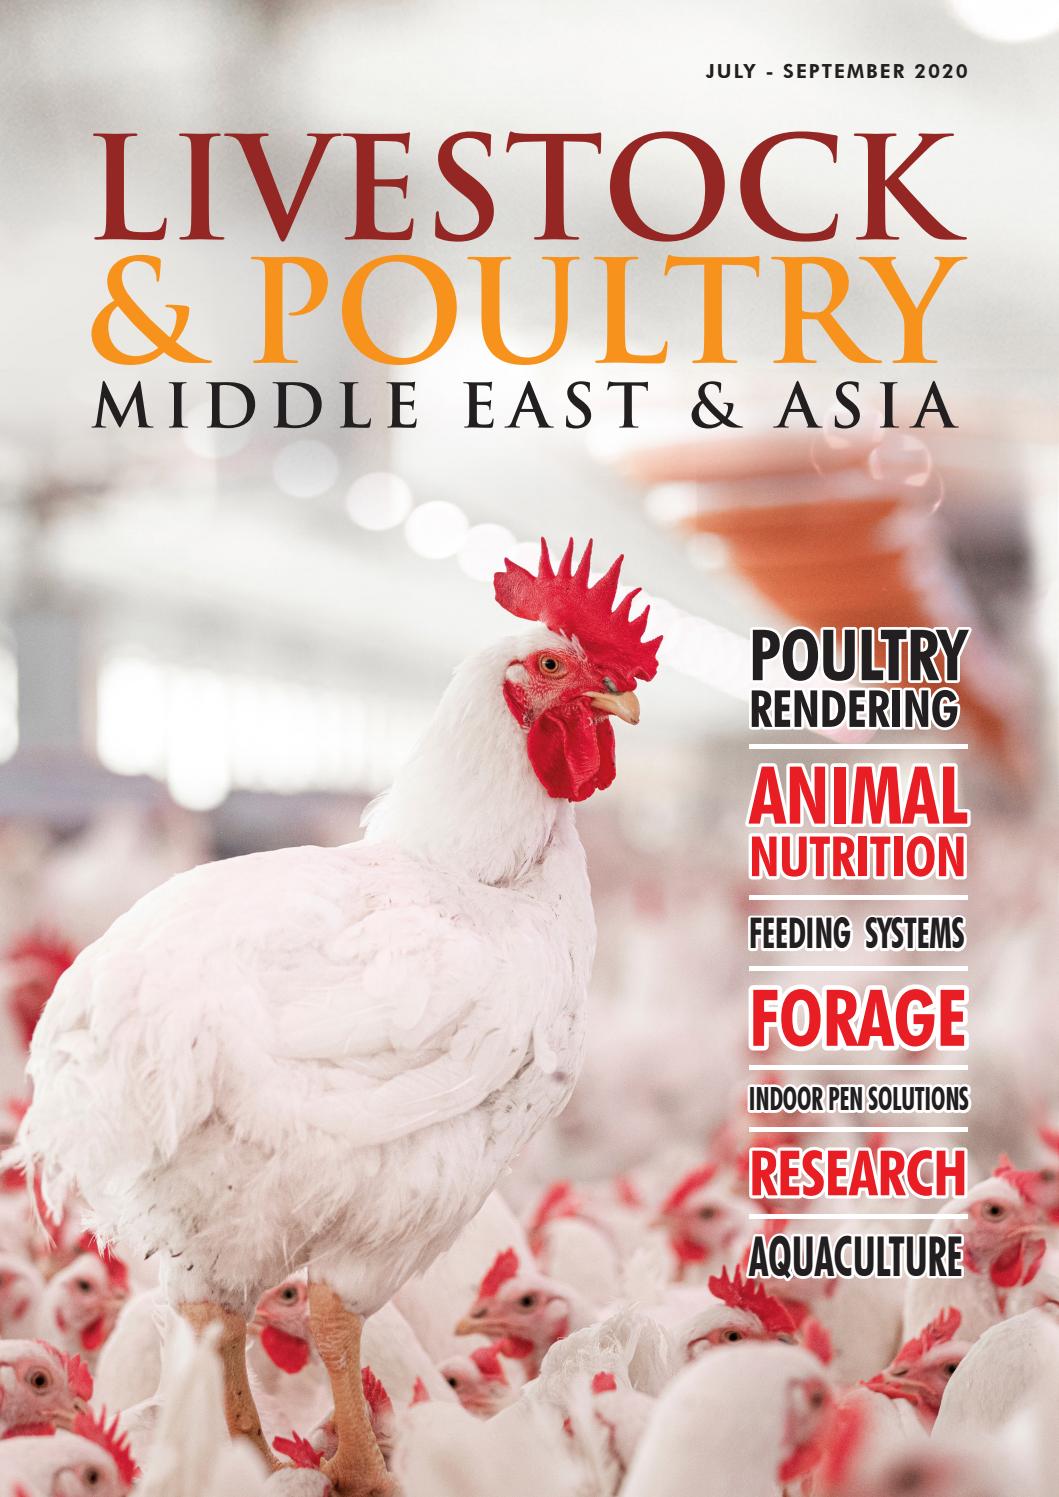 JULY - SEPTEMBER 2020
LIVESTOCK
& POULTRY
MIDDLE EAST & ASIA
POULTRY
RENDERING
ANIMAL
NUTRITION
FEEDING SYSTEMS
FORAGE
INDOOR PEN SOLUTIONS
RESEARCH
AQUACULTURE